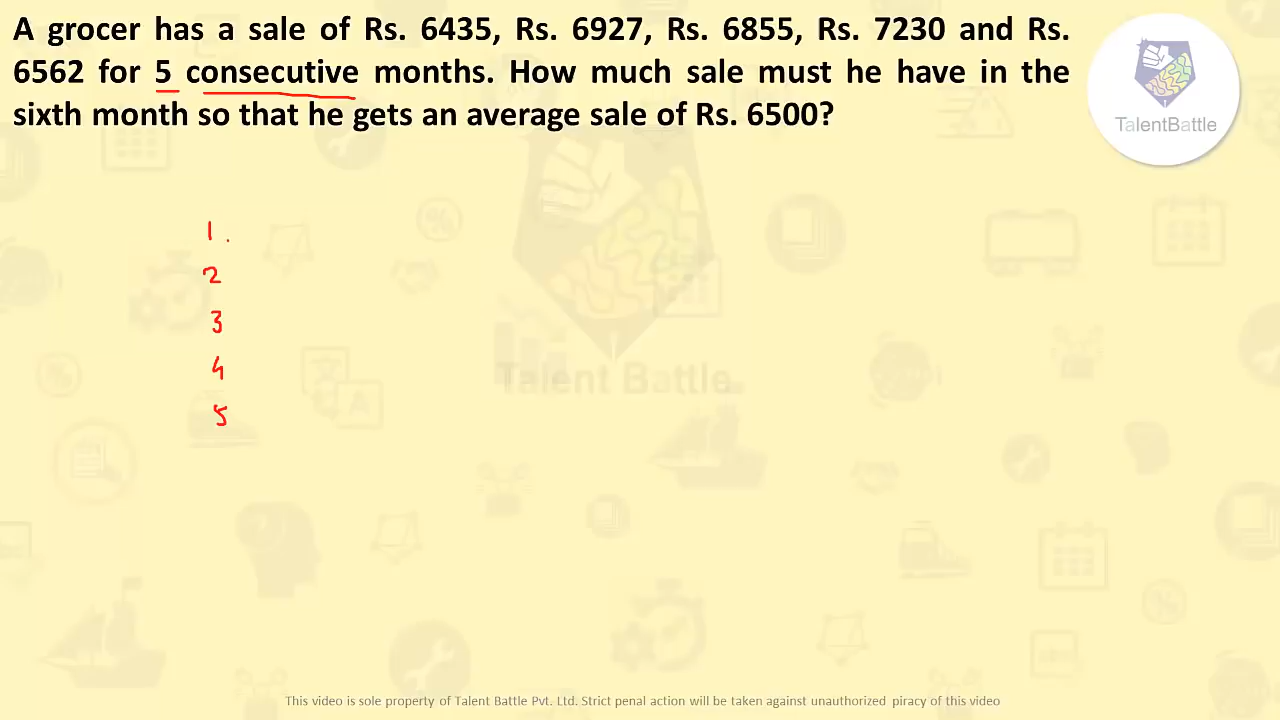 A grocer has a sale of Rs. 6435, Rs. 6927, Rs. 6855, Rs. 7230 and Rs.
6562 for 5 consecutive months. How much sale must he have in the
sixth month so that he gets an average sale of Rs. 6500?
TalentBattle
1.
2
3
4
5
Talent Battle
This video is sole property of Talent Battle Pvt. Ltd. Strict penal action will be taken against unauthorized piracy of this video